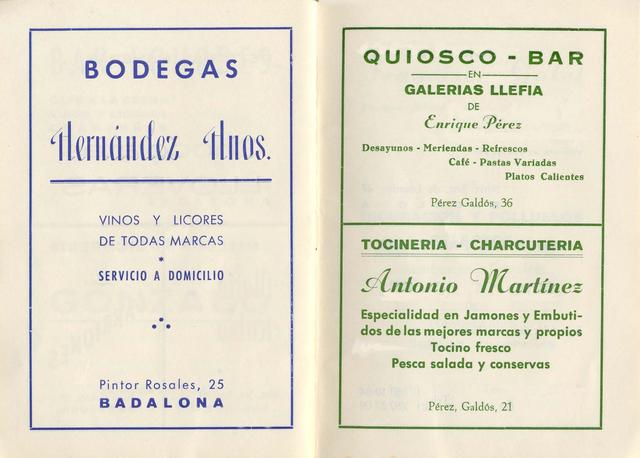 BODEGAS
Hernández Hnos.
VINOS Y LICORES
DE TODAS MARCAS
*
SERVICIO A DOMICILIO
Pintor Rosales, 25
BADALONA
QUIOSCO - BAR
EN
GALERIAS LLEFIA
DE
Enrique Pérez
Desayunos - Meriendas - Refrescos
Café - Pastas Variadas
Platos Calientes
Pérez Galdós, 36
TOCINERIA - CHARCUTERIA
Antonio Martínez
Especialidad en Jamones y Embuti-
dos de las mejores marcas y propios
Tocino fresco
Pesca salada y conservas
Pérez, Galdós, 21